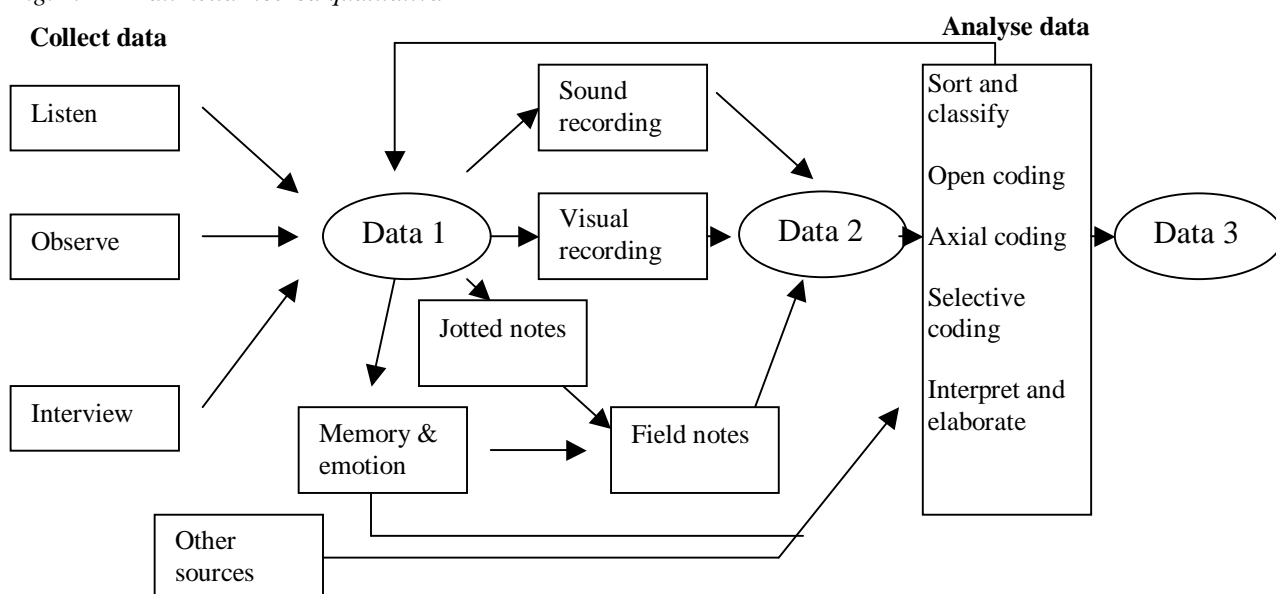 Collect data
Analyse data
Listen
Observe
Interview
Data 1
Sound
recording
Visual
recording
Jotted notes
Memory &
emotion
Field notes
Other
sources
Data 2
Sort and
classify
Open coding
Axial coding
Selective
coding
Interpret and
elaborate
Data 3